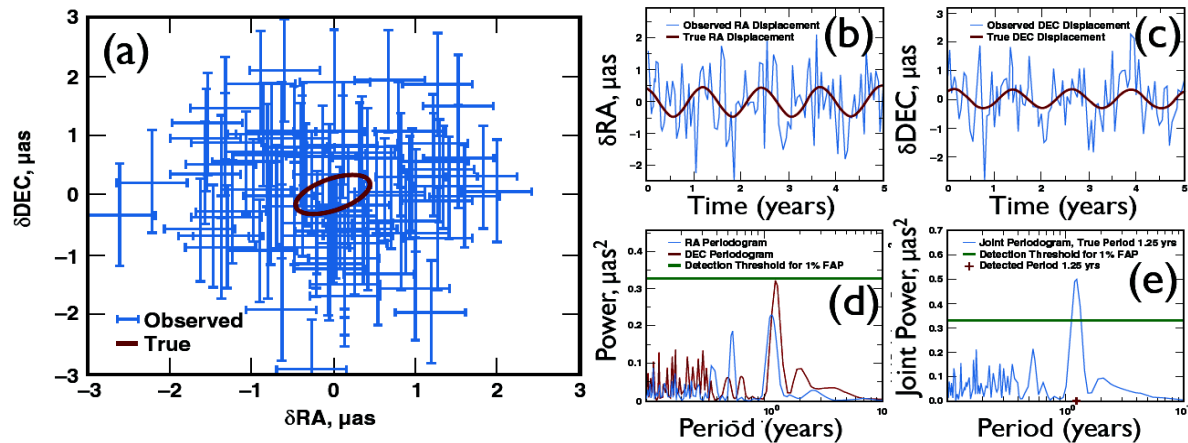 (a)
3
2
1
0
−1
−2
−3
δDEC, µas
Observed
True
−3 −2 −1 0 1 2 3
δRA, µas
(b)
Observed RA Displacement
True RA Displacement
2
1
0
-1
-2
δRA, µas
0 1 2 3 4 5
Time (years)
(c)
Observed DEC Displacement
True DEC Displacement
3
2
1
0
-1
-2
δDEC, µas
0 1 2 3 4 5
Time (years)
(d)
RA Periodogram
DEC Periodogram
Detection Threshold for 1% FAP
0.4
0.3
0.2
0.1
0
Power, µas²
10⁰ 10
Period (years)
(e)
Joint Periodogram, True Period 1.25 yrs
Detection Threshold for 1% FAP
Detected Period 1.25 yrs
0.7
0.6
0.5
0.4
0.3
0.2
0.1
0.0
Joint Power, µas²
10⁰
Period (years)